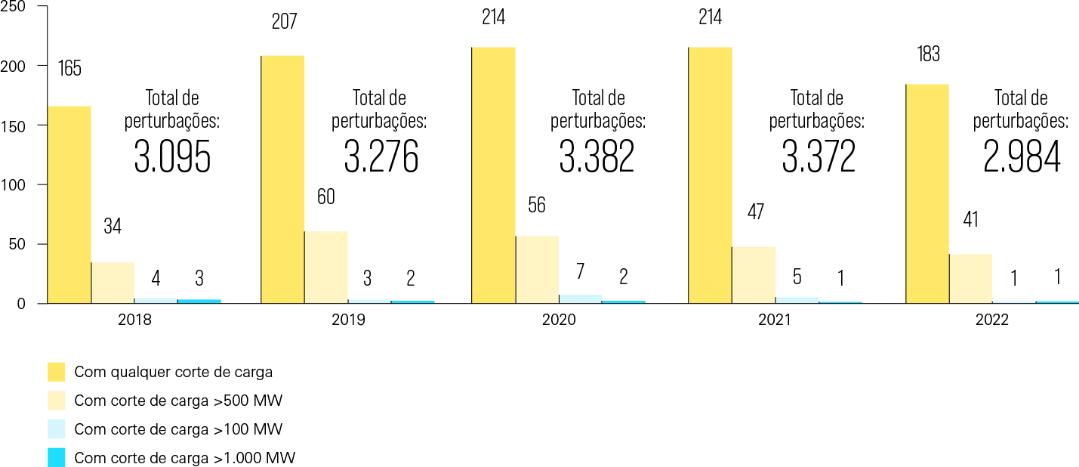 250
200
150
100
50
0
165
34
4
3
Total de
perturbações:
3.095
2018
207
60
3
2
Total de
perturbações:
3.276
2019
214
56
7
2
Total de
perturbações:
3.382
2020
214
47
5
1
Total de
perturbações:
3.372
2021
183
41
1
1
Total de
perturbações:
2.984
2022
Com qualquer corte de carga
Com corte de carga >500 MW
Com corte de carga >100 MW
Com corte de carga >1.000 MW